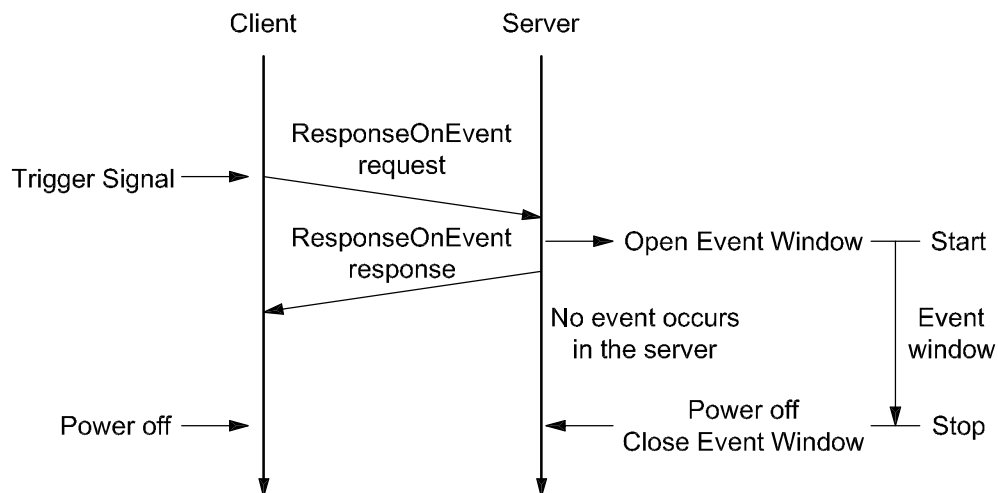 Client
Server
ResponseOnEvent
request
Trigger Signal
ResponseOnEvent
response
Open Event Window
Start
No event occurs
in the server
Event
window
Power off
Power off
Close Event Window
Stop